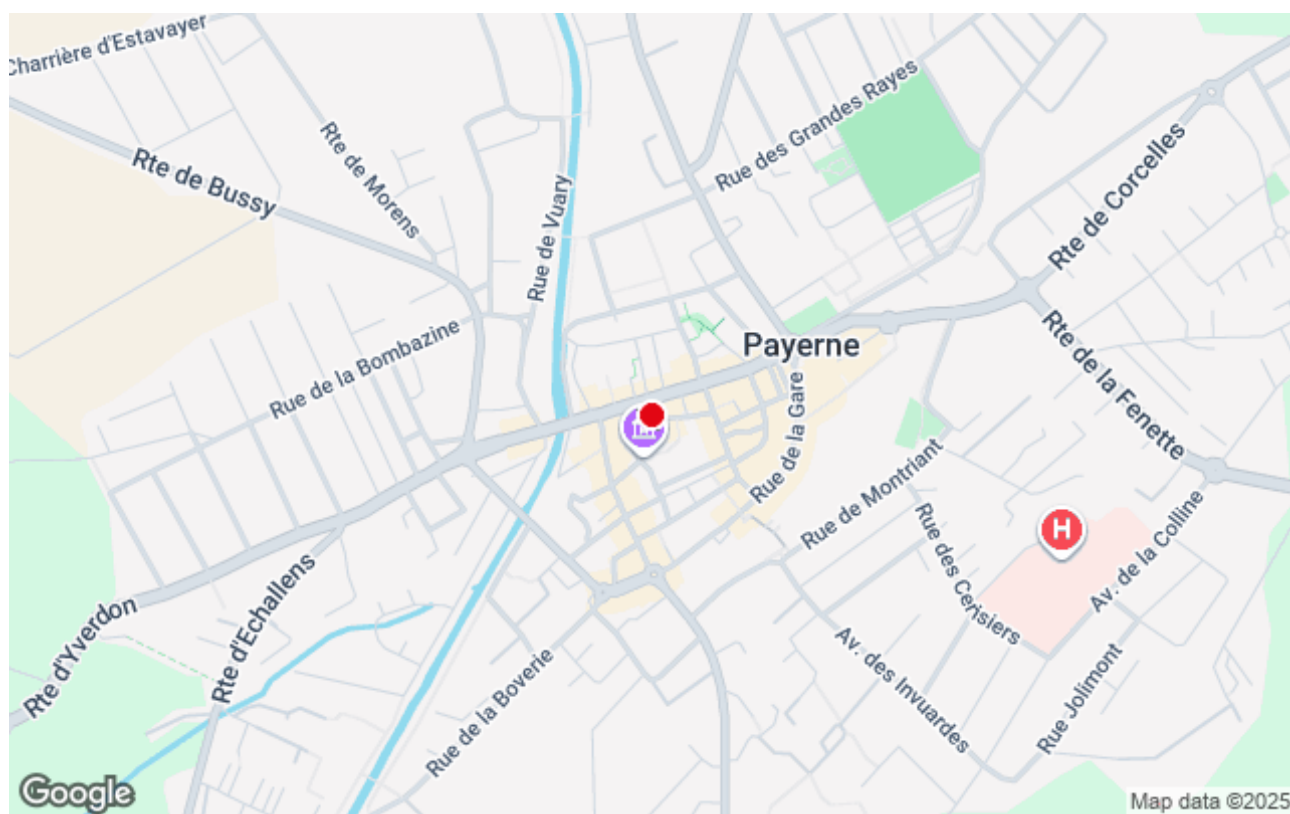 Charrière d'Estavayer
Rue des Grandes Rayes
Rte de Morens
Rte de Bussy
Rue de Vuary
Rte de Corcelles
Rue de la Bombazine
Payerne
Rte de la Fenette
Rue de la Gare
Rue de Montriant
H
Rue des Cerisiers
Av. de la Colline
Rte d'Echallens
Rte d'Yverdon
Av. des Invuardes
Rue de la Boverie
Rue Jolimont
Google
Map data ©2025